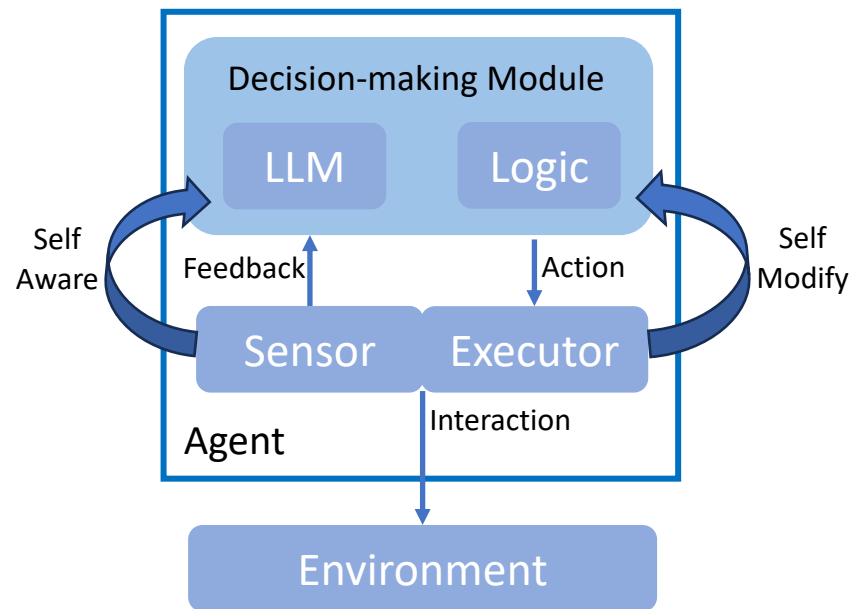 Decision-making Module
LLM
Logic
Self
Aware
Feedback
Action
Self
Modify
Sensor
Executor
Interaction
Agent
Environment